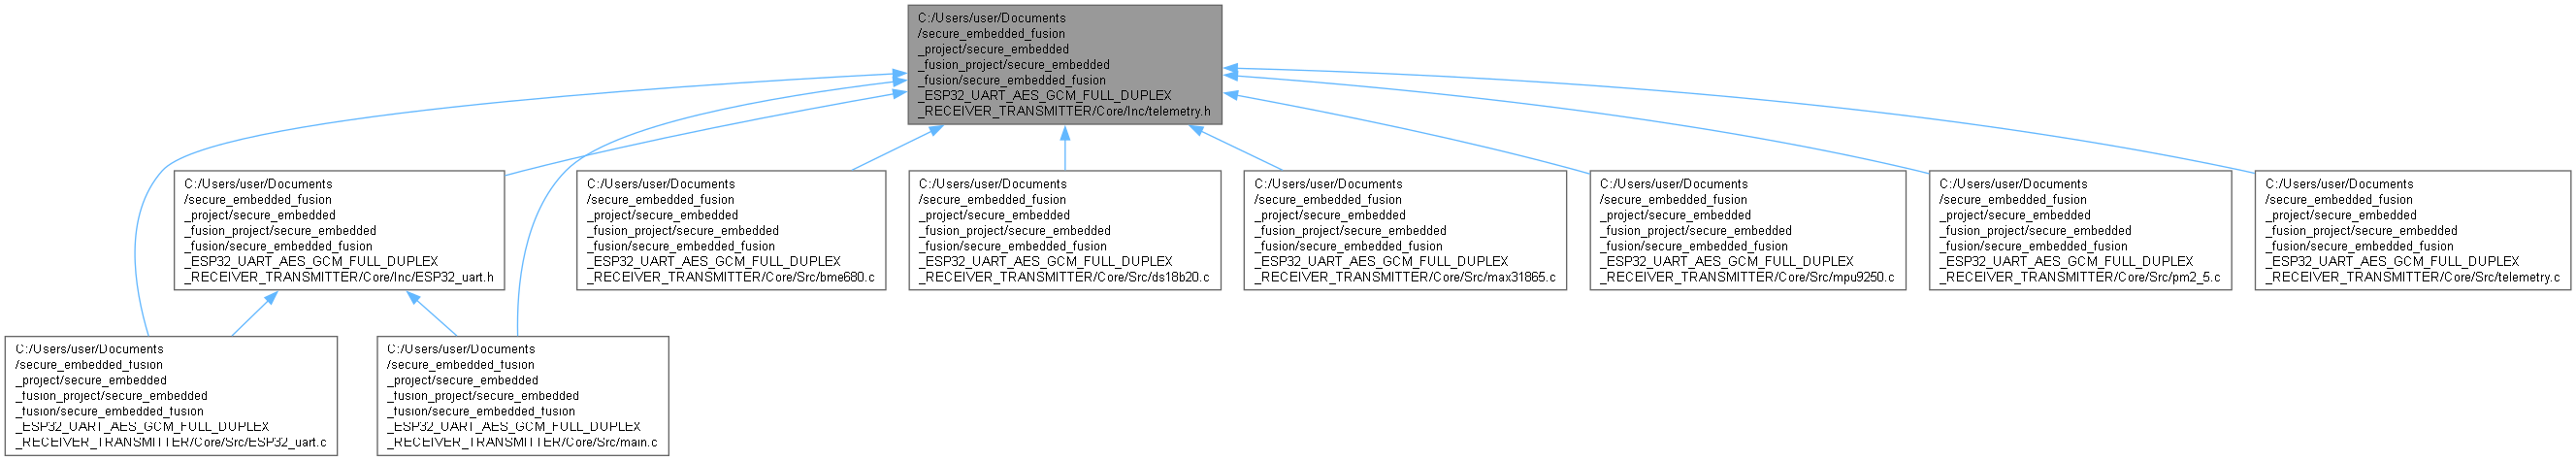 C:/Users/user/Documents
/secure_embedded_fusion
_project/secure_embedded
_fusion_project/secure_embedded
_fusion/secure_embedded_fusion
_ESP32_UART_AES_GCM_FULL_DUPLEX
_RECEIVER_TRANSMITTER/Core/Inc/telemetry.h
C:/Users/user/Documents
/secure_embedded_fusion
_project/secure_embedded
_fusion_project/secure_embedded
_fusion/secure_embedded_fusion
_ESP32_UART_AES_GCM_FULL_DUPLEX
_RECEIVER_TRANSMITTER/Core/Inc/ESP32_uart.h
C:/Users/user/Documents
/secure_embedded_fusion
_project/secure_embedded
_fusion_project/secure_embedded
_fusion/secure_embedded_fusion
_ESP32_UART_AES_GCM_FULL_DUPLEX
_RECEIVER_TRANSMITTER/Core/Src/bme680.c
C:/Users/user/Documents
/secure_embedded_fusion
_project/secure_embedded
_fusion_project/secure_embedded
_fusion/secure_embedded_fusion
_ESP32_UART_AES_GCM_FULL_DUPLEX
_RECEIVER_TRANSMITTER/Core/Src/ds18b20.c
C:/Users/user/Documents
/secure_embedded_fusion
_project/secure_embedded
_fusion_project/secure_embedded
_fusion/secure_embedded_fusion
_ESP32_UART_AES_GCM_FULL_DUPLEX
_RECEIVER_TRANSMITTER/Core/Src/max31865.c
C:/Users/user/Documents
/secure_embedded_fusion
_project/secure_embedded
_fusion_project/secure_embedded
_fusion/secure_embedded_fusion
_ESP32_UART_AES_GCM_FULL_DUPLEX
_RECEIVER_TRANSMITTER/Core/Src/mpu9250.c
C:/Users/user/Documents
/secure_embedded_fusion
_project/secure_embedded
_fusion_project/secure_embedded
_fusion/secure_embedded_fusion
_ESP32_UART_AES_GCM_FULL_DUPLEX
_RECEIVER_TRANSMITTER/Core/Src/pm2_5.c
C:/Users/user/Documents
/secure_embedded_fusion
_project/secure_embedded
_fusion_project/secure_embedded
_fusion/secure_embedded_fusion
_ESP32_UART_AES_GCM_FULL_DUPLEX
_RECEIVER_TRANSMITTER/Core/Src/telemetry.c
C:/Users/user/Documents
/secure_embedded_fusion
_project/secure_embedded
_fusion_project/secure_embedded
_fusion/secure_embedded_fusion
_ESP32_UART_AES_GCM_FULL_DUPLEX
_RECEIVER_TRANSMITTER/Core/Src/ESP32_uart.c
C:/Users/user/Documents
/secure_embedded_fusion
_project/secure_embedded
_fusion_project/secure_embedded
_fusion/secure_embedded_fusion
_ESP32_UART_AES_GCM_FULL_DUPLEX
_RECEIVER_TRANSMITTER/Core/Src/main.c